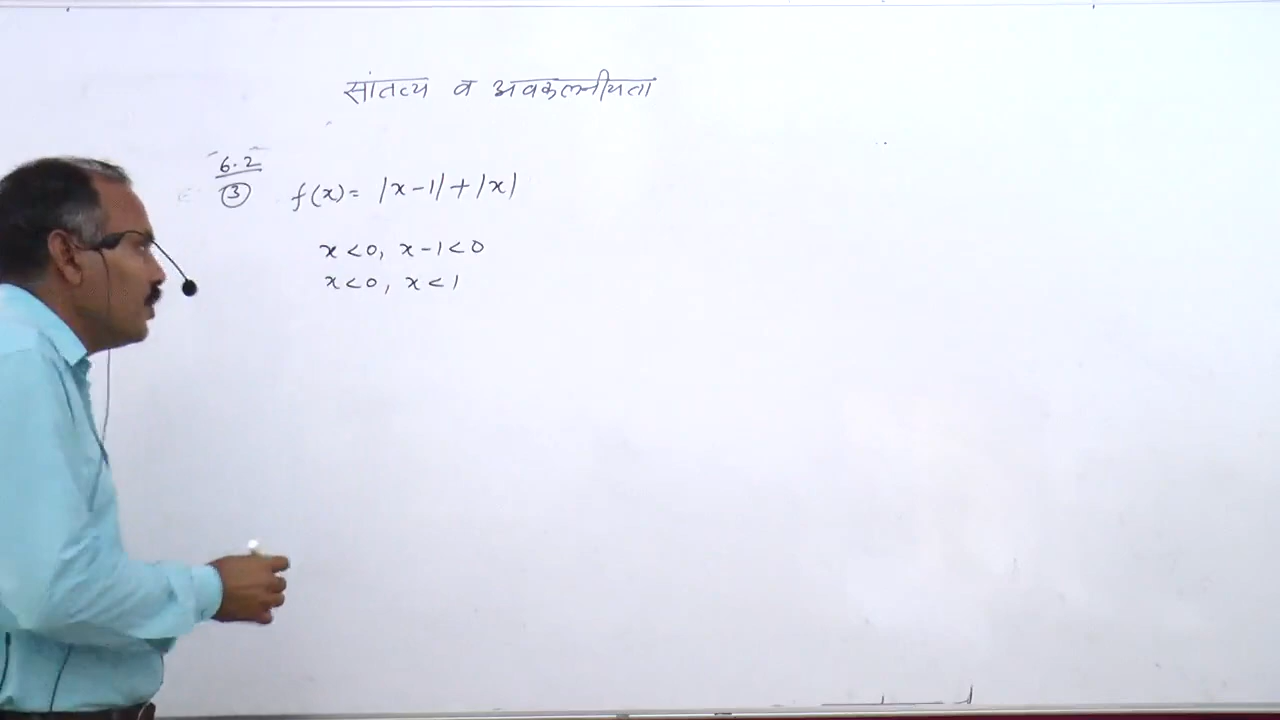 सांतत्य व अवकलनीयता
6.2
③ f(x) = |x-1| + |x|
x < 0, x - 1 < 0
x < 0, x < 1